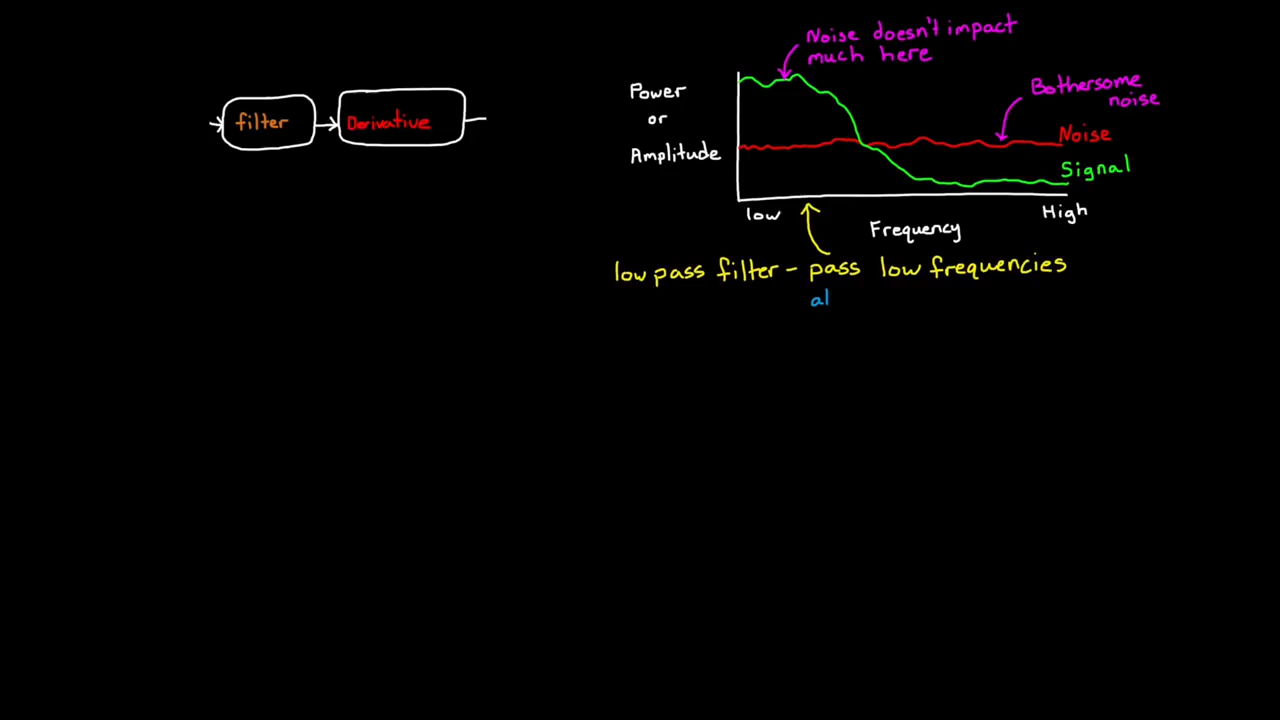 filter
Derivative
Noise doesn't impact
much here
Bothersome
noise
Power
or
Amplitude
Noise
Signal
low
High
Frequency
low pass filter - pass low frequencies
al